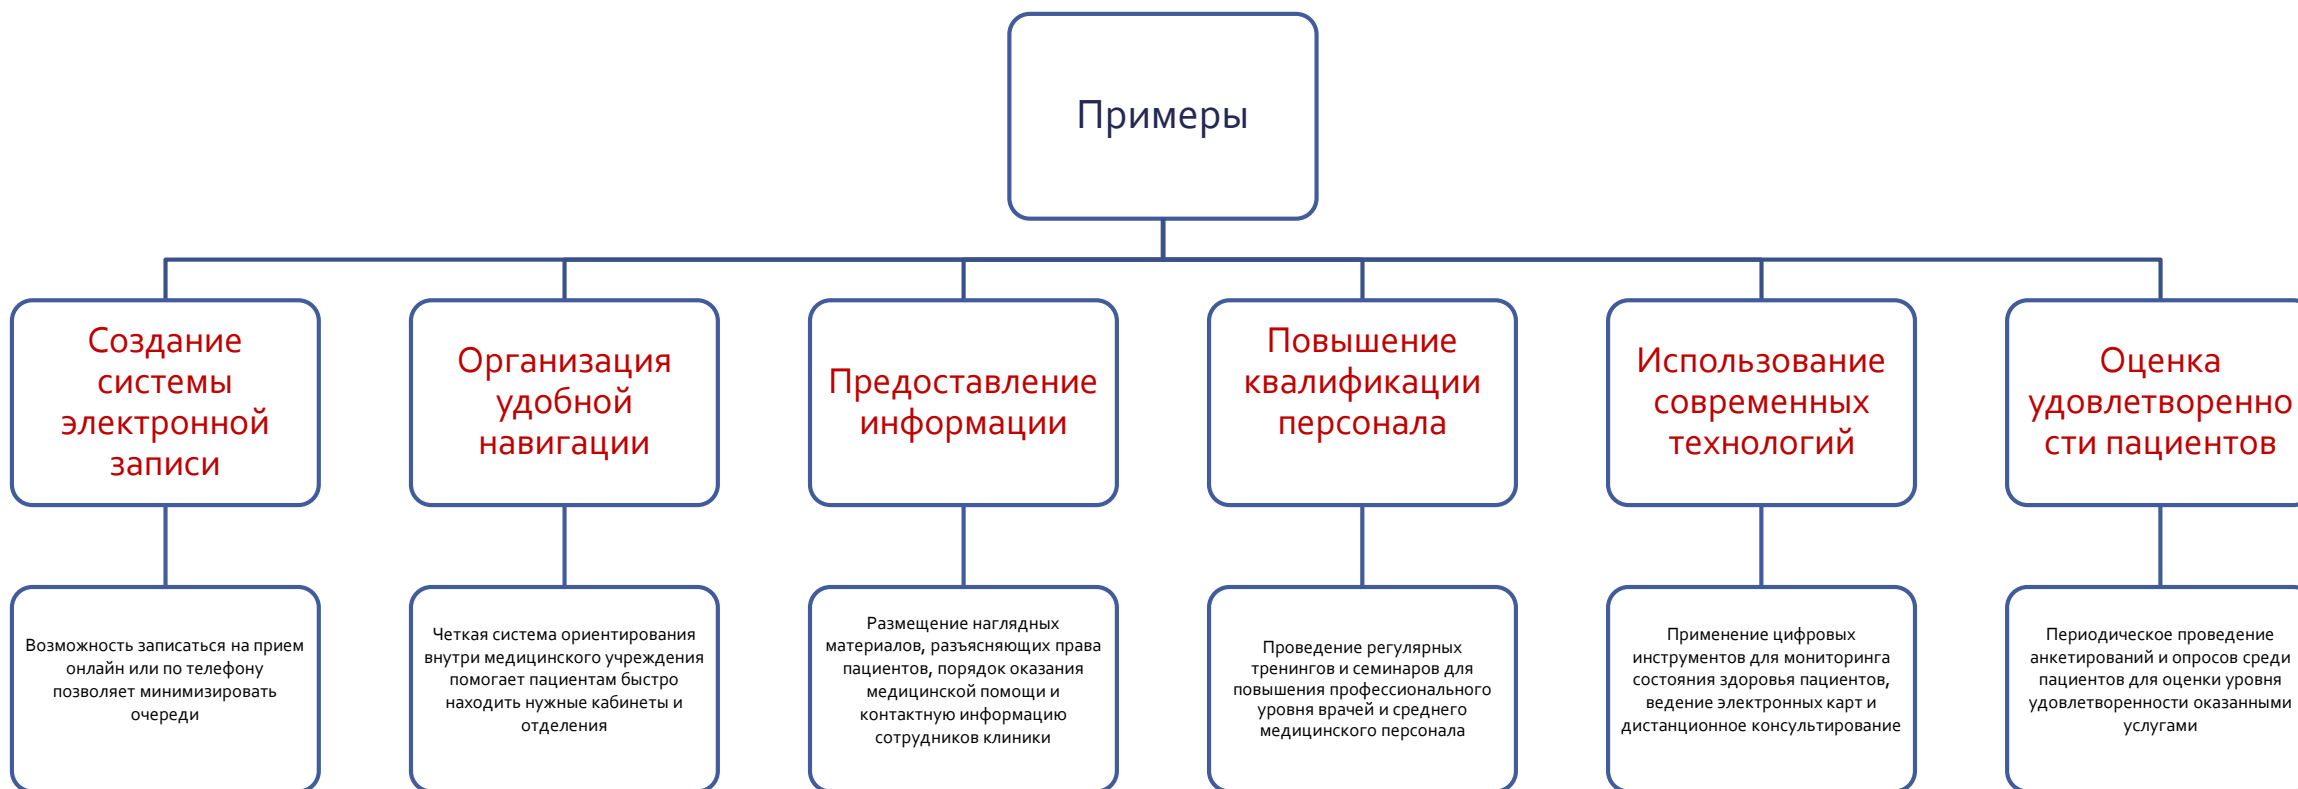 Примеры
Создание
системы
электронной
записи
Организация
удобной
навигации
Предоставление
информации
Повышение
квалификации
персонала
Использование
современных
технологий
Оценка
удовлетворенно
сти пациентов
Возможность записаться на прием
онлайн или по телефону
позволяет минимизировать
очереди
Четкая система ориентирования
внутри медицинского учреждения
помогает пациентам быстро
находить нужные кабинеты и
отделения
Размещение наглядных
материалов, разъясняющих права
пациентов, порядок оказания
медицинской помощи и
контактную информацию
сотрудников клиники
Проведение регулярных
тренингов и семинаров для
повышения профессионального
уровня врачей и среднего
медицинского персонала
Применение цифровых
инструментов для мониторинга
состояния здоровья пациентов,
ведение электронных карт и
дистанционное консультирование
Периодическое проведение
анкетирований и опросов среди
пациентов для оценки уровня
удовлетворенности оказанными
услугами